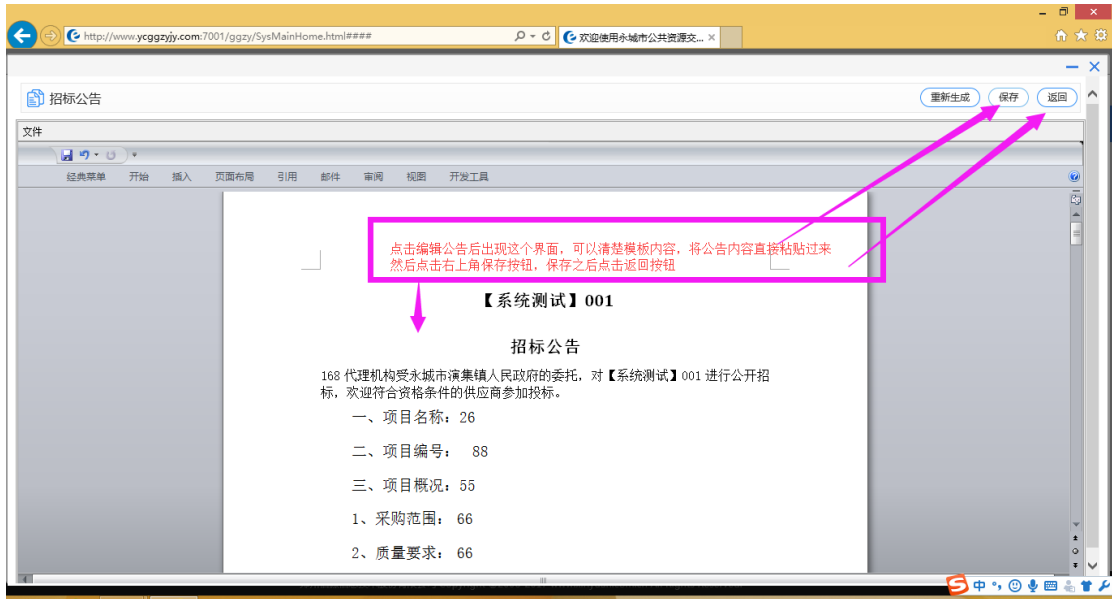 http://www.ycggzyjy.com:7001/ggzy/SysMainHome.html####
欢迎使用永城市公共资源交... ×
招标公告
重新生成 保存 返回
文件
经典菜单 开始 插入 页面布局 引用 邮件 审阅 视图 开发工具
点击编辑公告后出现这个界面，可以清楚模板内容，将公告内容直接粘贴过来
然后点击右上角保存按钮，保存之后点击返回按钮
【系统测试】001
招标公告
168 代理机构受永城市演集镇人民政府的委托，对【系统测试】001 进行公开招
标，欢迎符合资格条件的供应商参加投标。
一、项目名称：26
二、项目编号： 88
三、项目概况：55
1、采购范围： 66
2、质量要求： 66
中